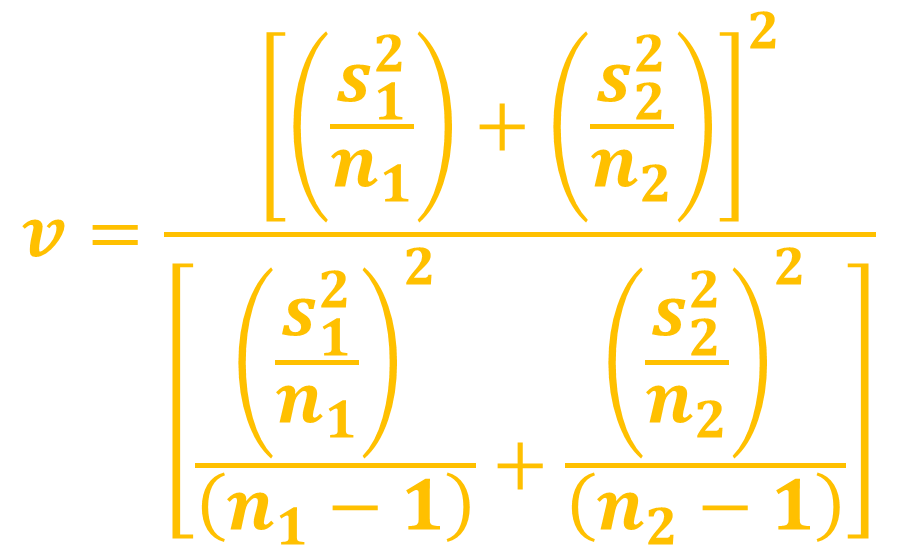 v = [(s₁²/n₁) + (s₂²/n₂)]² / [(s₁²/n₁)²/(n₁ − 1) + (s₂²/n₂)²/(n₂ − 1)]